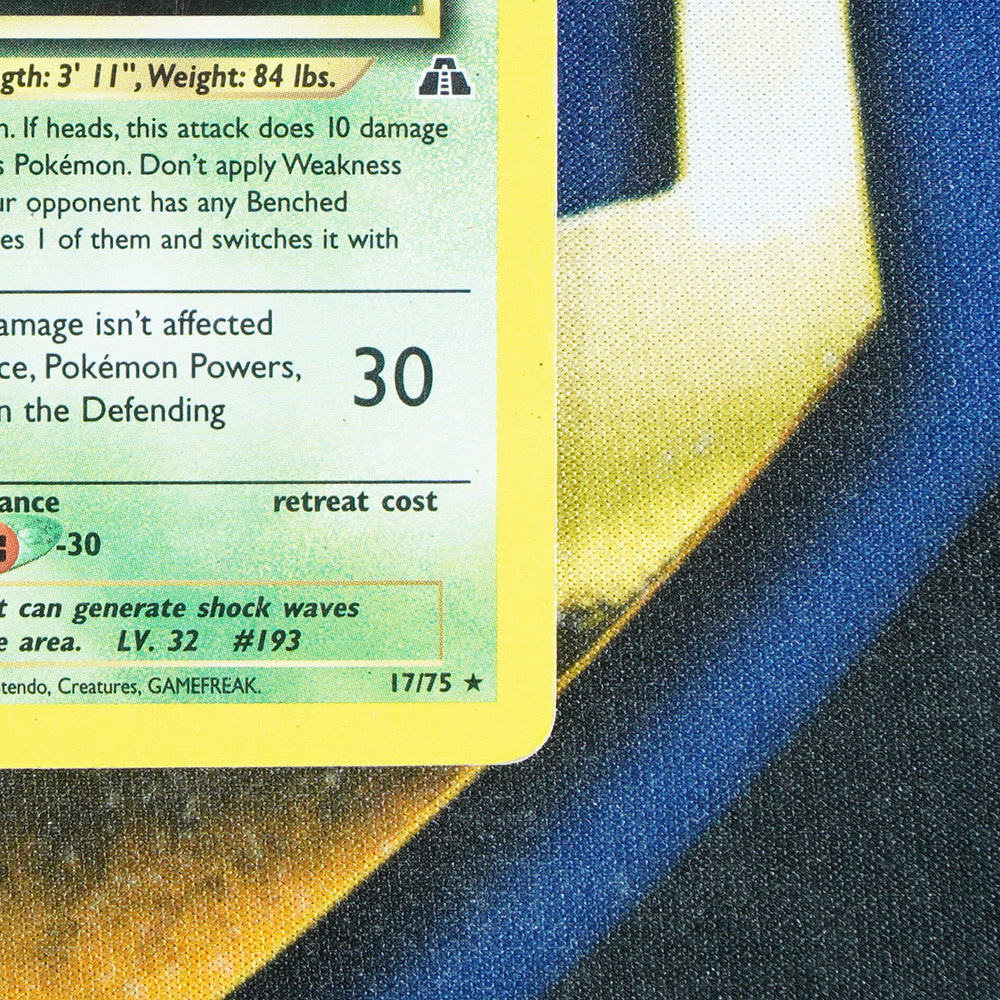 gth: 3' 11", Weight: 84 lbs.
n. If heads, this attack does 10 damage
s Pokémon. Don't apply Weakness
ur opponent has any Benched
es 1 of them and switches it with
amage isn't affected
ce, Pokémon Powers,
n the Defending
30
ance retreat cost
-30
t can generate shock waves
e area. LV. 32 #193
tendo, Creatures, GAMEFREAK. 17/75 ★